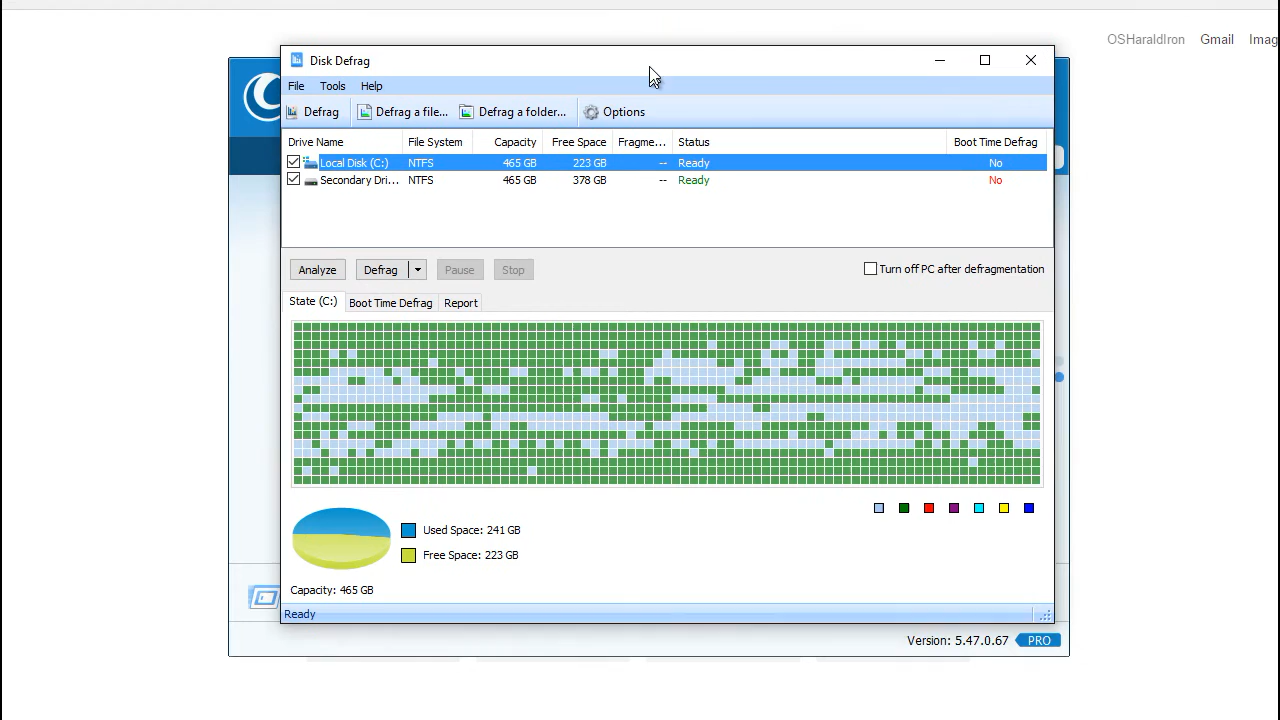 OSHaraldIron Gmail Imag
Disk Defrag
File Tools Help
Defrag Defrag a file... Defrag a folder... Options
Drive Name File System Capacity Free Space Fragme... Status Boot Time Defrag
Local Disk (C:) NTFS 465 GB 223 GB -- Ready No
Secondary Dri... NTFS 465 GB 378 GB -- Ready No
Analyze Defrag Pause Stop Turn off PC after defragmentation
State (C:) Boot Time Defrag Report
Used Space: 241 GB
Free Space: 223 GB
Capacity: 465 GB
Ready
Version: 5.47.0.67 PRO